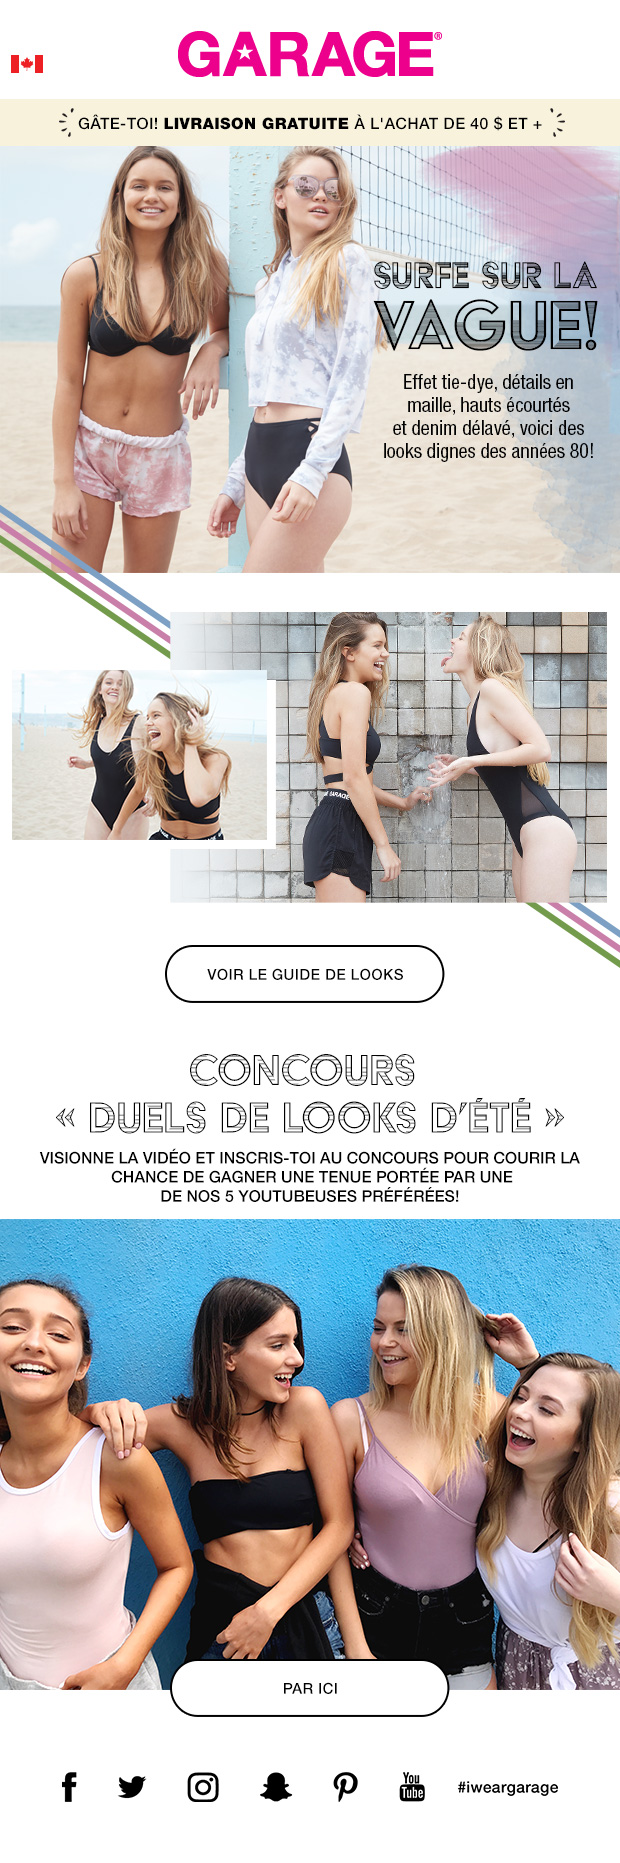 GARAGE®
GÂTE-TOI! LIVRAISON GRATUITE À L'ACHAT DE 40 $ ET +
SURFE SUR LA
VAGUE!
Effet tie-dye, détails en
maille, hauts écourtés
et denim délavé, voici des
looks dignes des années 80!
GARAGE
VOIR LE GUIDE DE LOOKS
CONCOURS
« DUELS DE LOOKS D'ÉTÉ »
VISIONNE LA VIDÉO ET INSCRIS-TOI AU CONCOURS POUR COURIR LA
CHANCE DE GAGNER UNE TENUE PORTÉE PAR UNE
DE NOS 5 YOUTUBEUSES PRÉFÉRÉES!
PAR ICI
You
Tube
#iweargarage